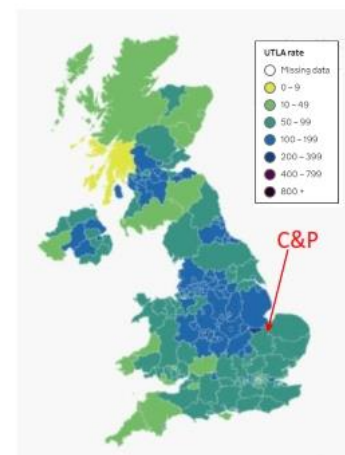 UTLA rate
Missing data
0 – 9
10 – 49
50 – 99
100 – 199
200 – 399
400 – 799
800 +
C&P